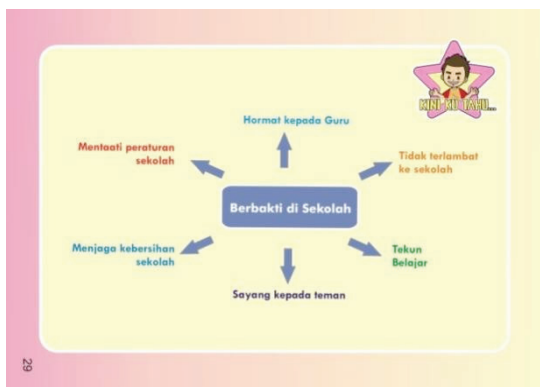 KINI KU TAHU...
Hormat kepada Guru
Mentaati peraturan
sekolah
Tidak terlambat
ke sekolah
Berbakti di Sekolah
Menjaga kebersihan
sekolah
Tekun
Belajar
Sayang kepada teman
29